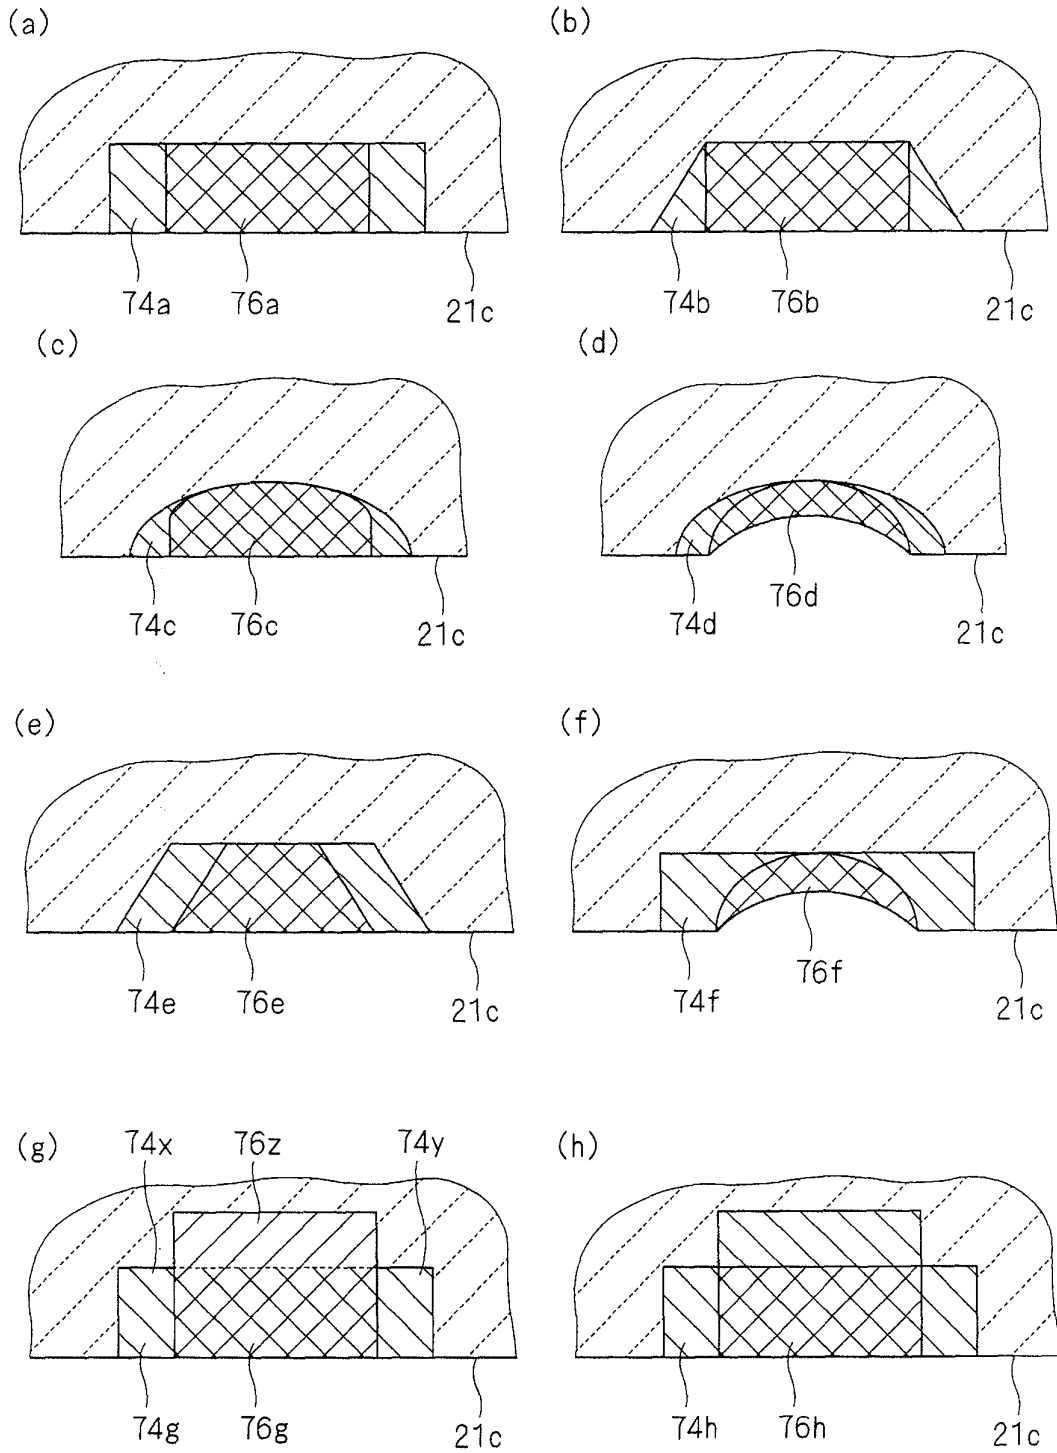 (a) (b)
74a 76a 21c 74b 76b 21c
(c) (d)
74c 76c 21c 74d 76d 21c
(e) (f)
74e 76e 21c 74f 76f 21c
(g) 74x 76z 74y (h)
74g 76g 21c 74h 76h 21c